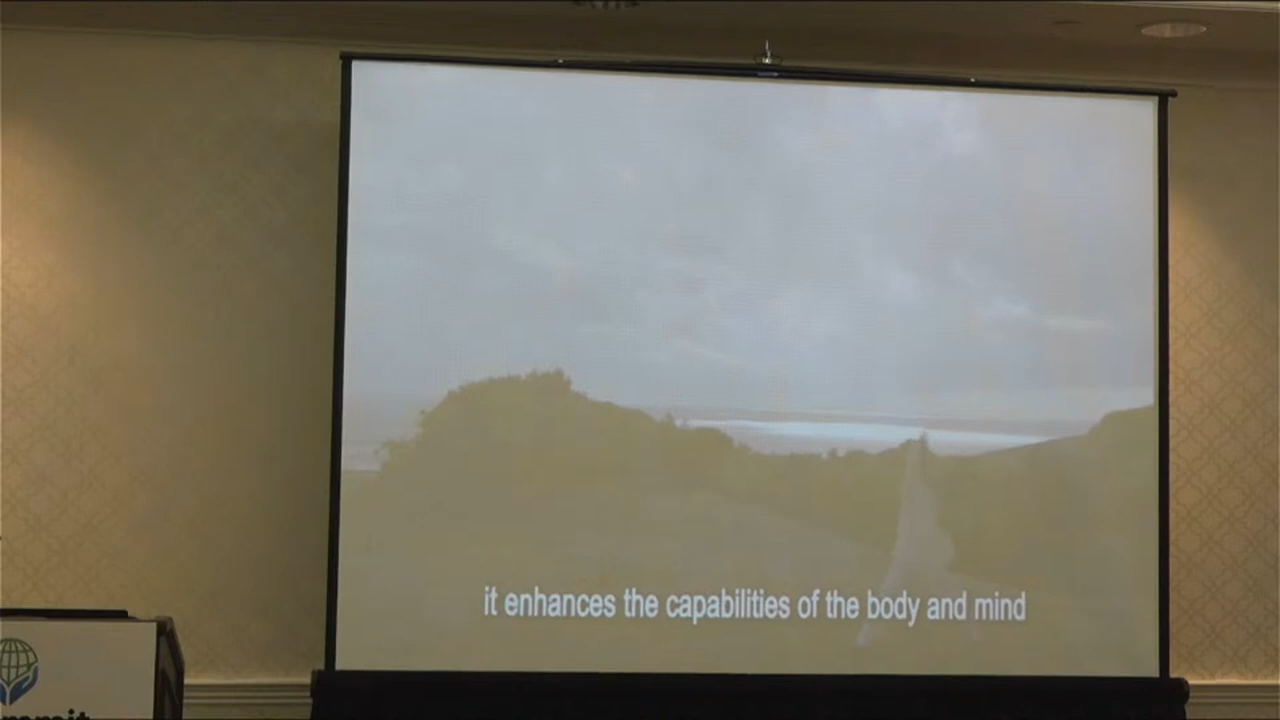 it enhances the capabilities of the body and mind